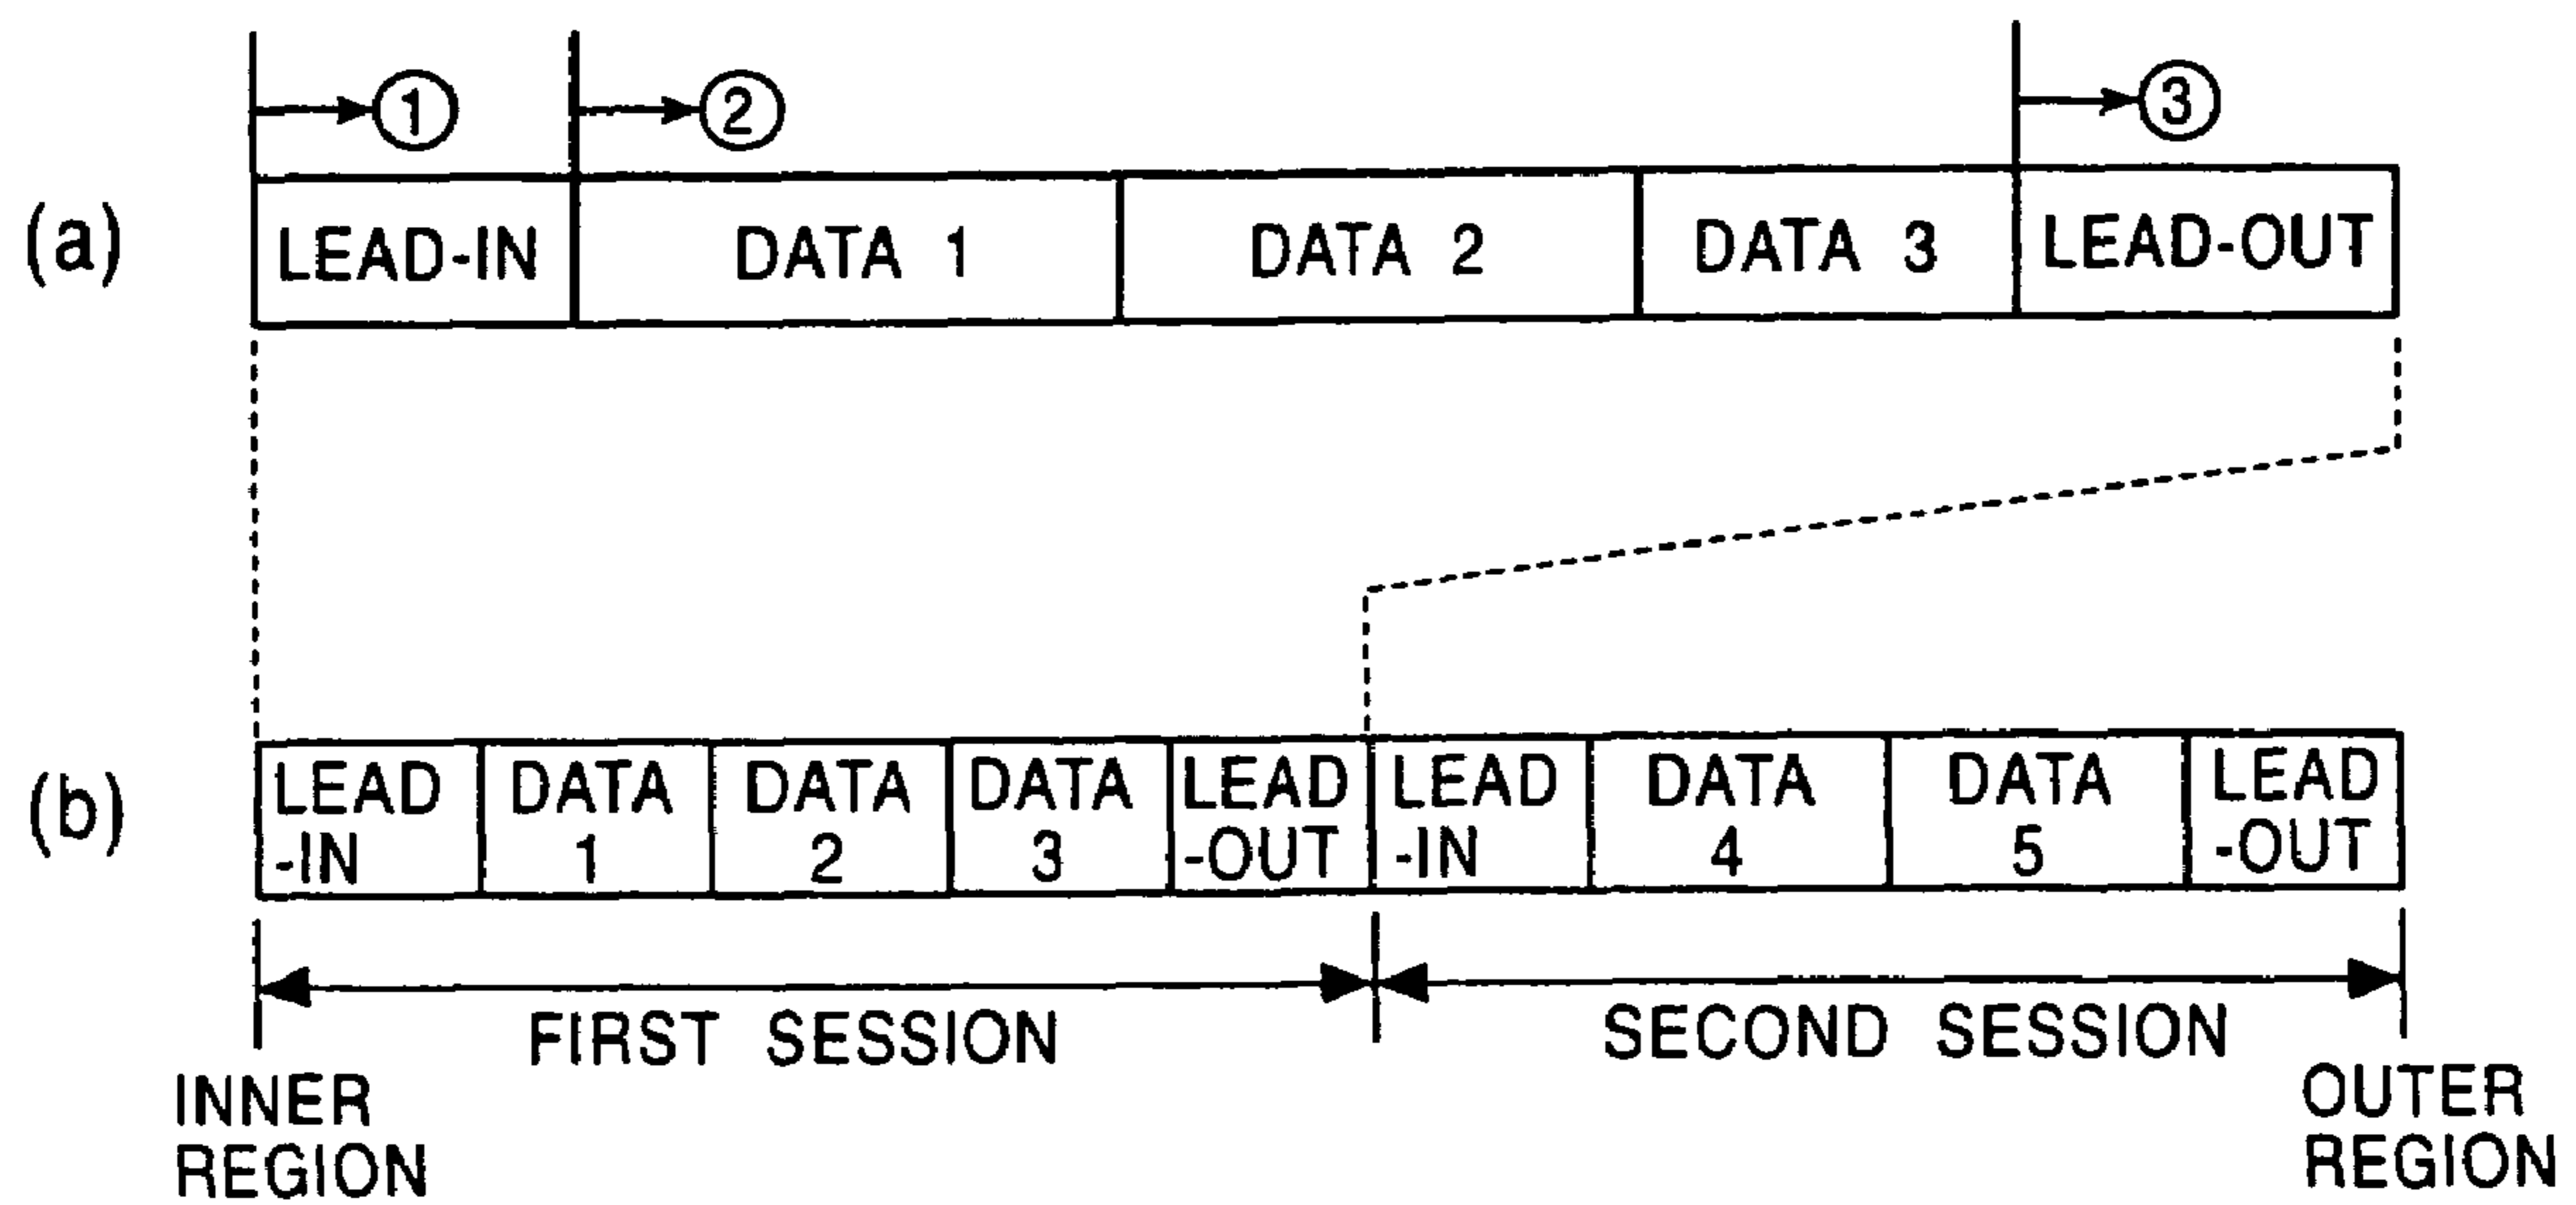 ① ② ③
(a) LEAD-IN DATA 1 DATA 2 DATA 3 LEAD-OUT
(b) LEAD DATA DATA DATA LEAD LEAD DATA DATA LEAD
-IN 1 2 3 -OUT -IN 4 5 -OUT
FIRST SESSION SECOND SESSION
INNER OUTER
REGION REGION